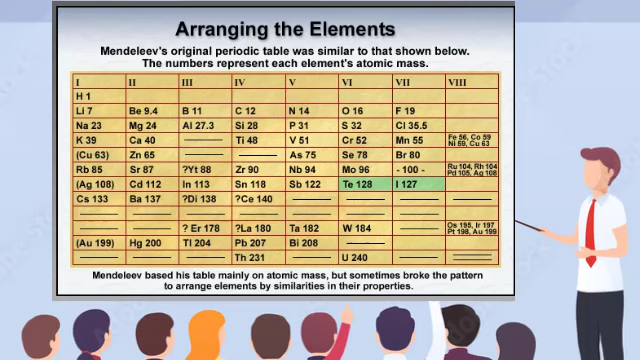 Arranging the Elements
Mendeleev's original periodic table was similar to that shown below.
The numbers represent each element's atomic mass.
I II III IV V VI VII VIII
H 1
Li 7 Be 9.4 B 11 C 12 N 14 O 16 F 19
Na 23 Mg 24 Al 27.3 Si 28 P 31 S 32 Cl 35.5
K 39 Ca 40 Ti 48 V 51 Cr 52 Mn 55 Fe 56, Co 59
Ni 59, Cu 63
(Cu 63) Zn 65 As 75 Se 78 Br 80
Rb 85 Sr 87 ?Yt 88 Zr 90 Nb 94 Mo 96 - 100 - Ru 104, Rh 104
Pd 105, Ag 108
(Ag 108) Cd 112 In 113 Sn 118 Sb 122 Te 128 I 127
Cs 133 Ba 137 ?Di 138 ?Ce 140
? Er 178 ?La 180 Ta 182 W 184 Os 195, Ir 197
Pt 198, Au 199
(Au 199) Hg 200 Tl 204 Pb 207 Bi 208
Th 231 U 240
Mendeleev based his table mainly on atomic mass, but sometimes broke the pattern
to arrange elements by similarities in their properties.